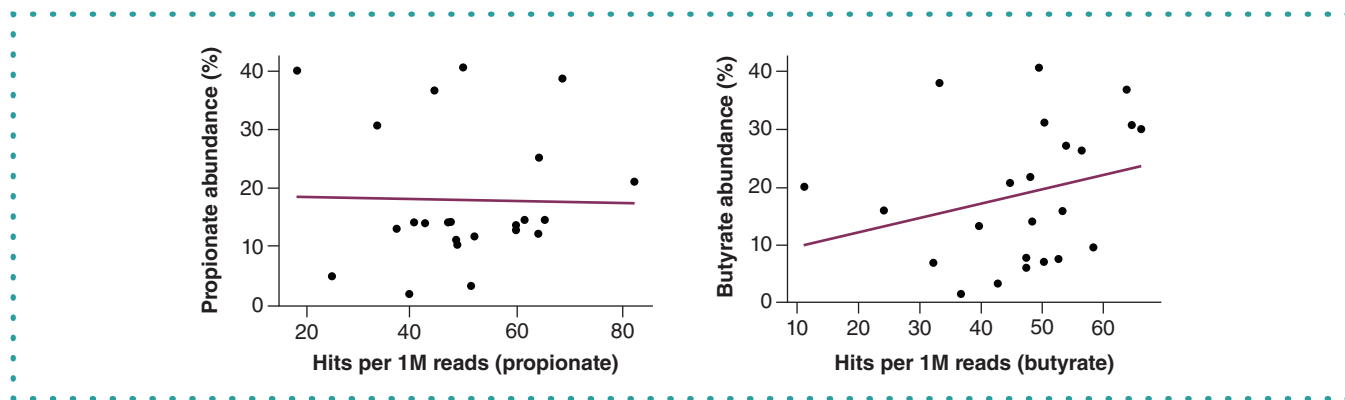 Propionate abundance (%)
40
30
20
10
0
20 40 60 80
Hits per 1M reads (propionate)
Butyrate abundance (%)
40
30
20
10
0
10 20 30 40 50 60
Hits per 1M reads (butyrate)